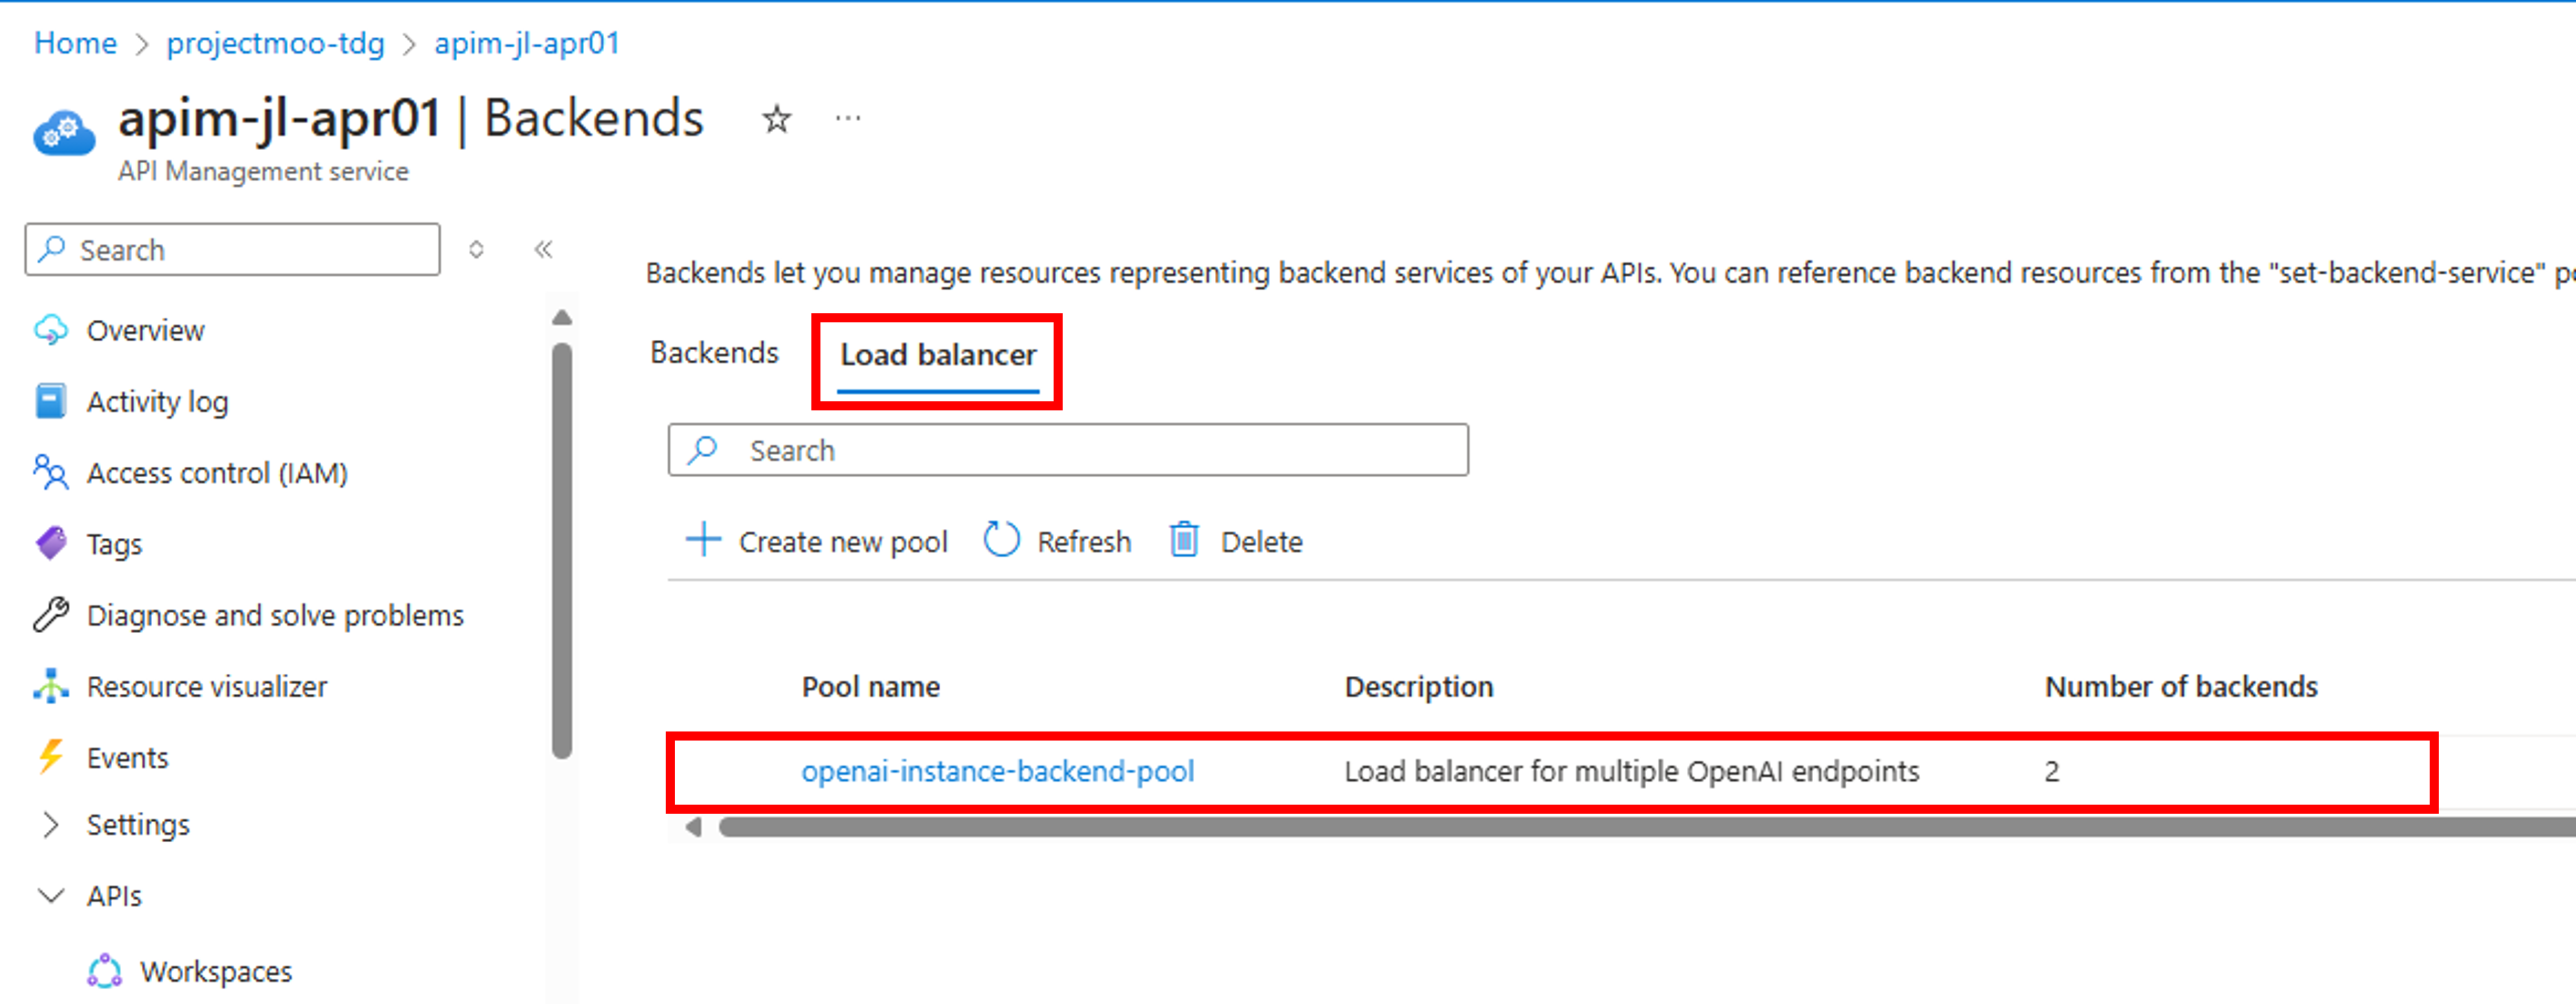 Home > projectmoo-tdg > apim-jl-apr01
apim-jl-apr01 | Backends
API Management service
Search
Overview
Activity log
Access control (IAM)
Tags
Diagnose and solve problems
Resource visualizer
Events
Settings
APIs
Workspaces
Backends let you manage resources representing backend services of your APIs. You can reference backend resources from the "set-backend-service"
Backends Load balancer
Search
Create new pool Refresh Delete
Pool name Description Number of backends
openai-instance-backend-pool Load balancer for multiple OpenAI endpoints 2